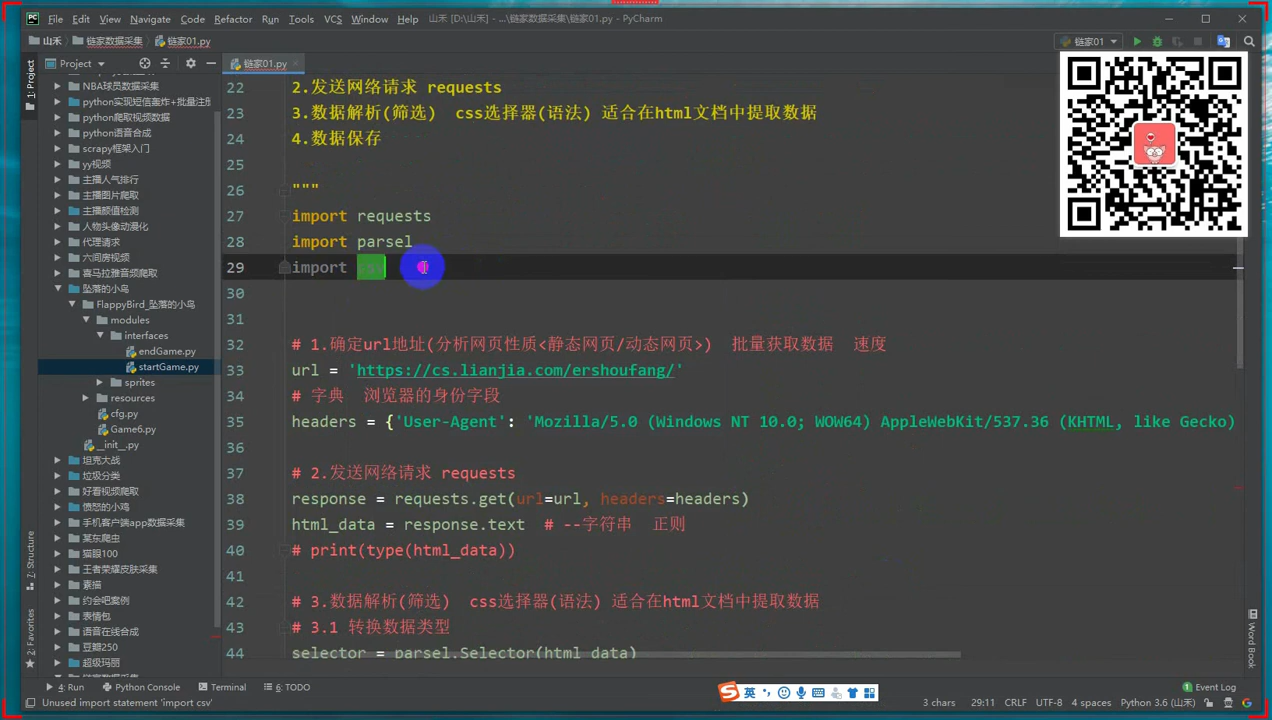 File Edit View Navigate Code Refactor Run Tools VCS Window Help 山禾 [D:\山禾] - ...\链家数据采集\链家01.py - PyCharm
山禾 链家数据采集 链家01.py 链家01
1: Project
Project
链家01.py
NBA球员数据采集
python实现短信轰炸+批量注册
python爬取视频数据
python语音合成
scrapy框架入门
yy视频
主播人气排行
主播图片爬取
主播颜值检测
人物头像动漫化
代理请求
六间房视频
喜马拉雅音频爬取
坠落的小鸟
FlappyBird_坠落的小鸟
modules
interfaces
endGame.py
startGame.py
sprites
resources
cfg.py
Game6.py
__init__.py
坦克大战
垃圾分类
好看视频爬取
愤怒的小鸡
手机客户端app数据采集
某东爬虫
猫眼100
王者荣耀皮肤爬取
素描
约会吧案例
表情包
语音在线合成
豆瓣250
超级玛丽
链家数据采集
22 2.发送网络请求 requests
23 3.数据解析(筛选) css选择器(语法) 适合在html文档中提取数据
24 4.数据保存
25
26 """
27 import requests
28 import parsel
29 import csv
30
31
32 # 1.确定url地址(分析网页性质<静态网页/动态网页>) 批量获取数据 速度
33 url = 'https://cs.lianjia.com/ershoufang/'
34 # 字典 浏览器的身份字段
35 headers = {'User-Agent': 'Mozilla/5.0 (Windows NT 10.0; WOW64) AppleWebKit/537.36 (KHTML, like Gecko)
36
37 # 2.发送网络请求 requests
38 response = requests.get(url=url, headers=headers)
39 html_data = response.text # --字符串 正则
40 # print(type(html_data))
41
42 # 3.数据解析(筛选) css选择器(语法) 适合在html文档中提取数据
43 # 3.1 转换数据类型
44 selector = parsel.Selector(html_data)
7: Structure
2: Favorites
Word Book
4: Run Python Console Terminal 6: TODO
英
1 Event Log
Unused import statement 'import csv' 3 chars 29:11 CRLF UTF-8 4 spaces Python 3.6 (山禾)